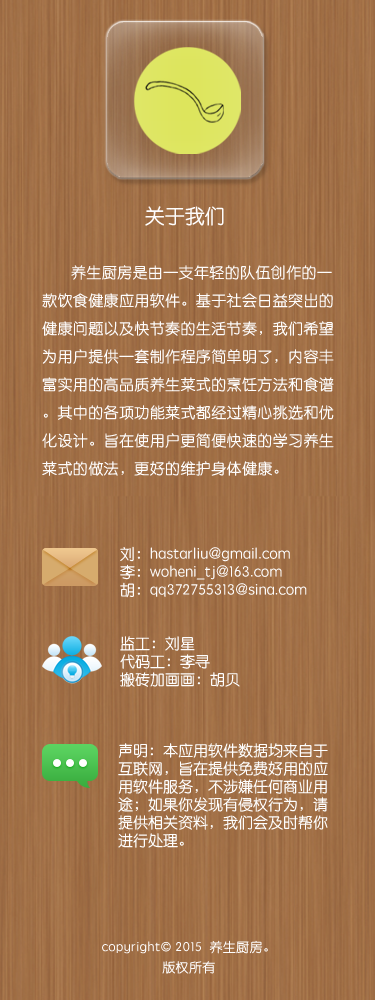 关于我们
养生厨房是由一支年轻的队伍创作的一
款饮食健康应用软件。基于社会日益突出的
健康问题以及快节奏的生活节奏，我们希望
为用户提供一套制作程序简单明了，内容丰
富实用的高品质养生菜式的烹饪方法和食谱
。其中的各项功能菜式都经过精心挑选和优
化设计。旨在使用户更简便快速的学习养生
菜式的做法，更好的维护身体健康。
刘：hastarliu@gmail.com
李：woheni_tj@163.com
胡：qq372755313@sina.com
监工：刘星
代码工：李寻
搬砖加画画：胡贝
声明：本应用软件数据均来自于
互联网，旨在提供免费好用的应
用软件服务，不涉嫌任何商业用
途；如果你发现有侵权行为，请
提供相关资料，我们会及时帮你
进行处理。
copyright© 2015 养生厨房。
版权所有